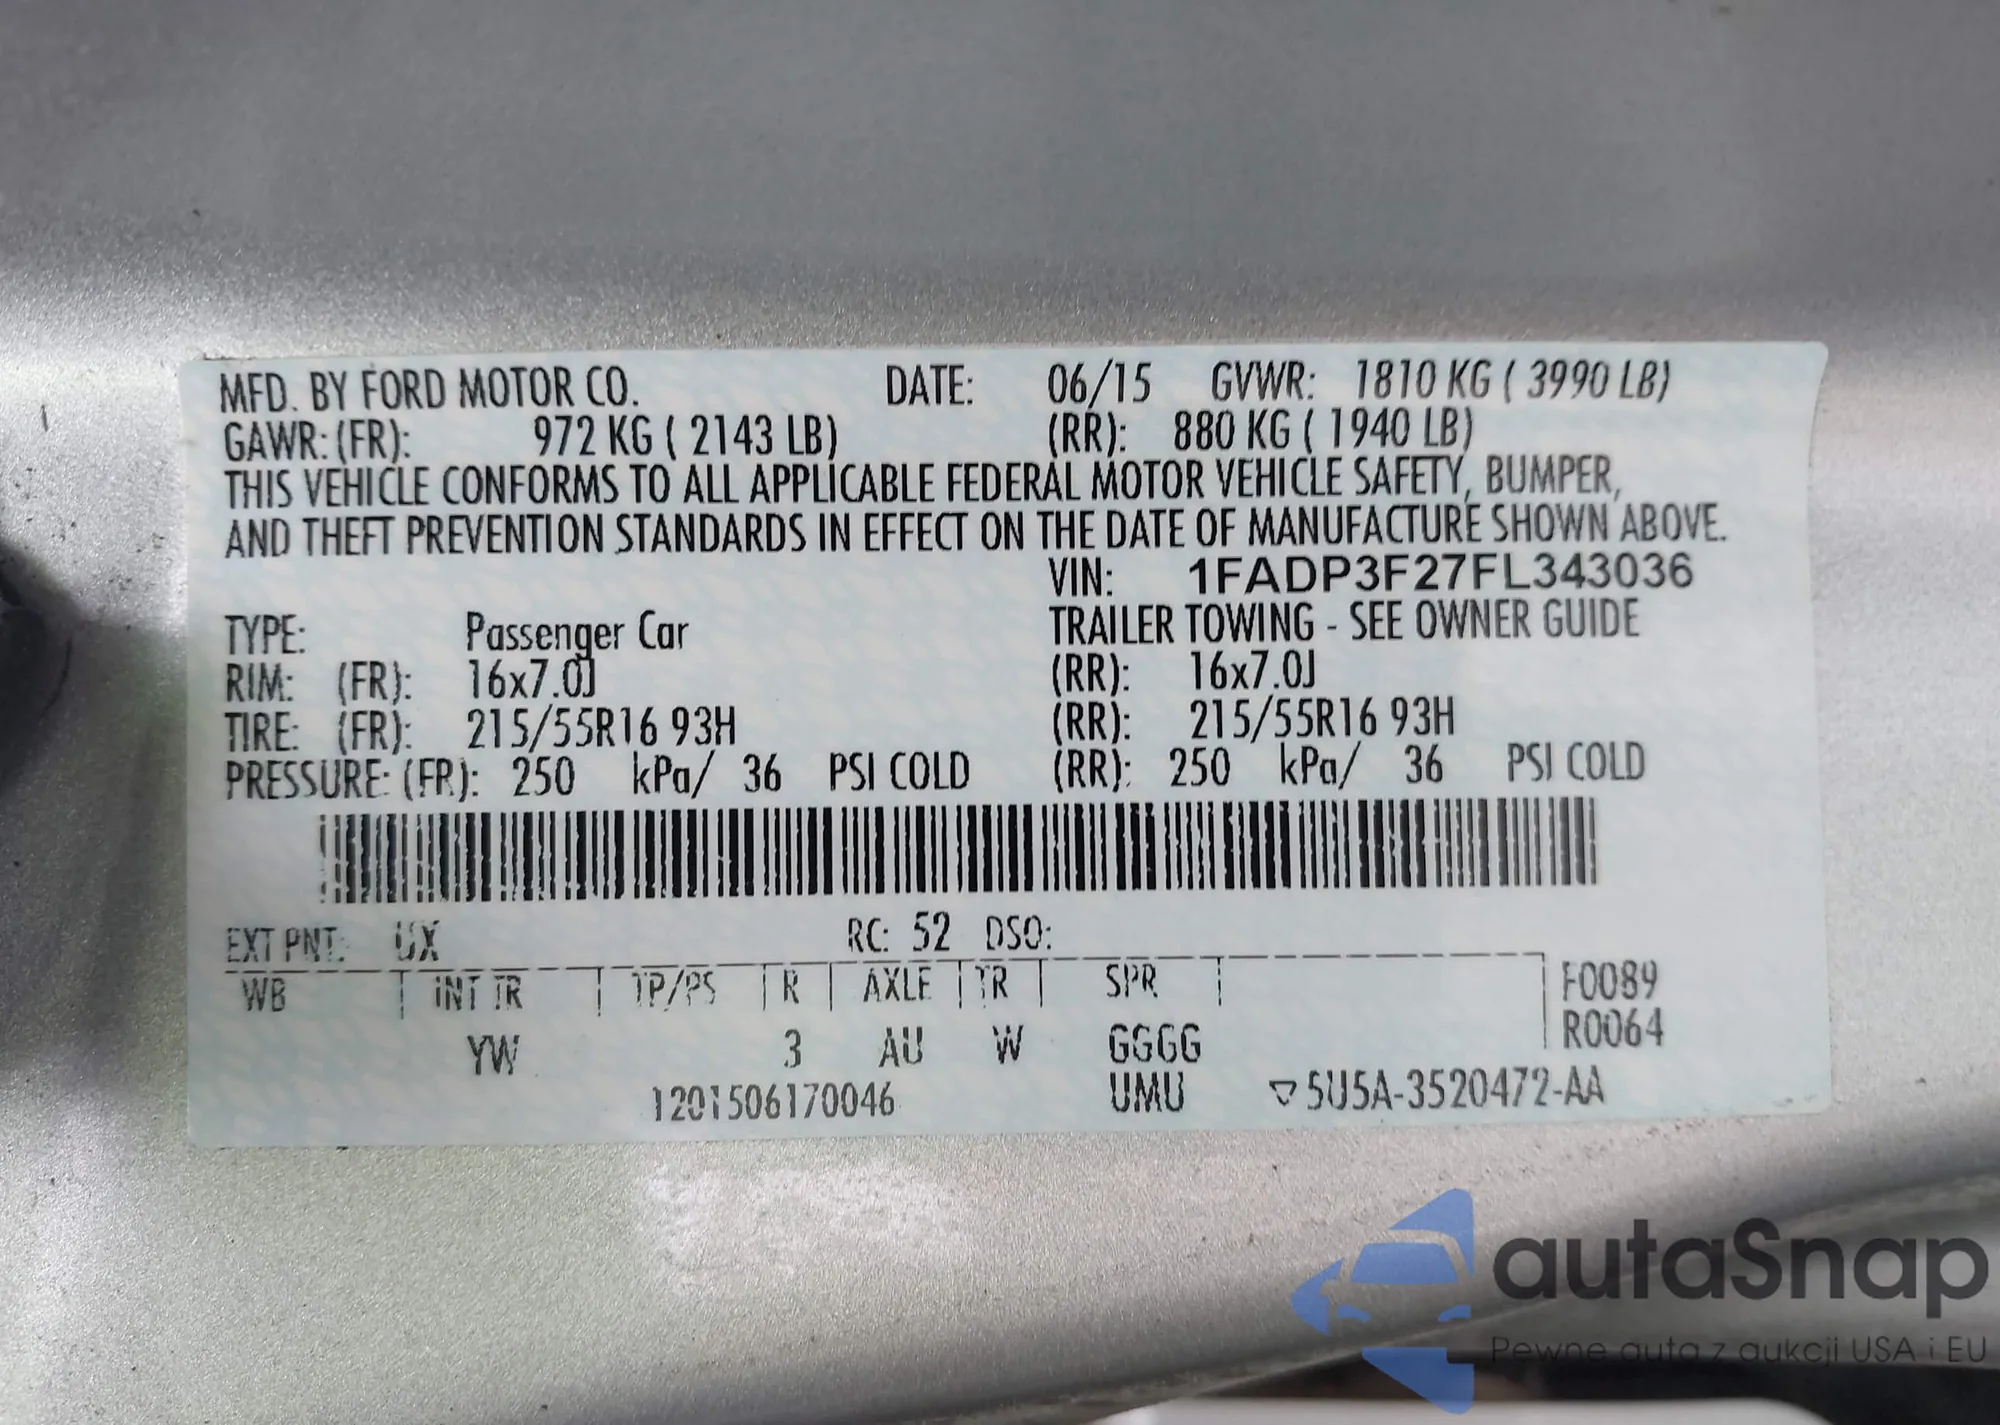 MFD. BY FORD MOTOR CO. DATE: 06/15 GVWR: 1810 KG ( 3990 LB)
GAWR: (FR): 972 KG ( 2143 LB) (RR): 880 KG ( 1940 LB)
THIS VEHICLE CONFORMS TO ALL APPLICABLE FEDERAL MOTOR VEHICLE SAFETY, BUMPER,
AND THEFT PREVENTION STANDARDS IN EFFECT ON THE DATE OF MANUFACTURE SHOWN ABOVE.
VIN: 1FADP3F27FL343036
TYPE: Passenger Car TRAILER TOWING - SEE OWNER GUIDE
RIM: (FR): 16x7.0J (RR): 16x7.0J
TIRE: (FR): 215/55R16 93H (RR): 215/55R16 93H
PRESSURE: (FR): 250 kPa/ 36 PSI COLD (RR): 250 kPa/ 36 PSI COLD
EXT PNT: UX RC: 52 DSO:
WB INT TR TP/PS R AXLE TR SPR F0089
R0064
YW 3 AU W GGGG
1201506170046 UMU ▽5U5A-3520472-AA
autaSnap
Pewne auta z aukcji USA i EU